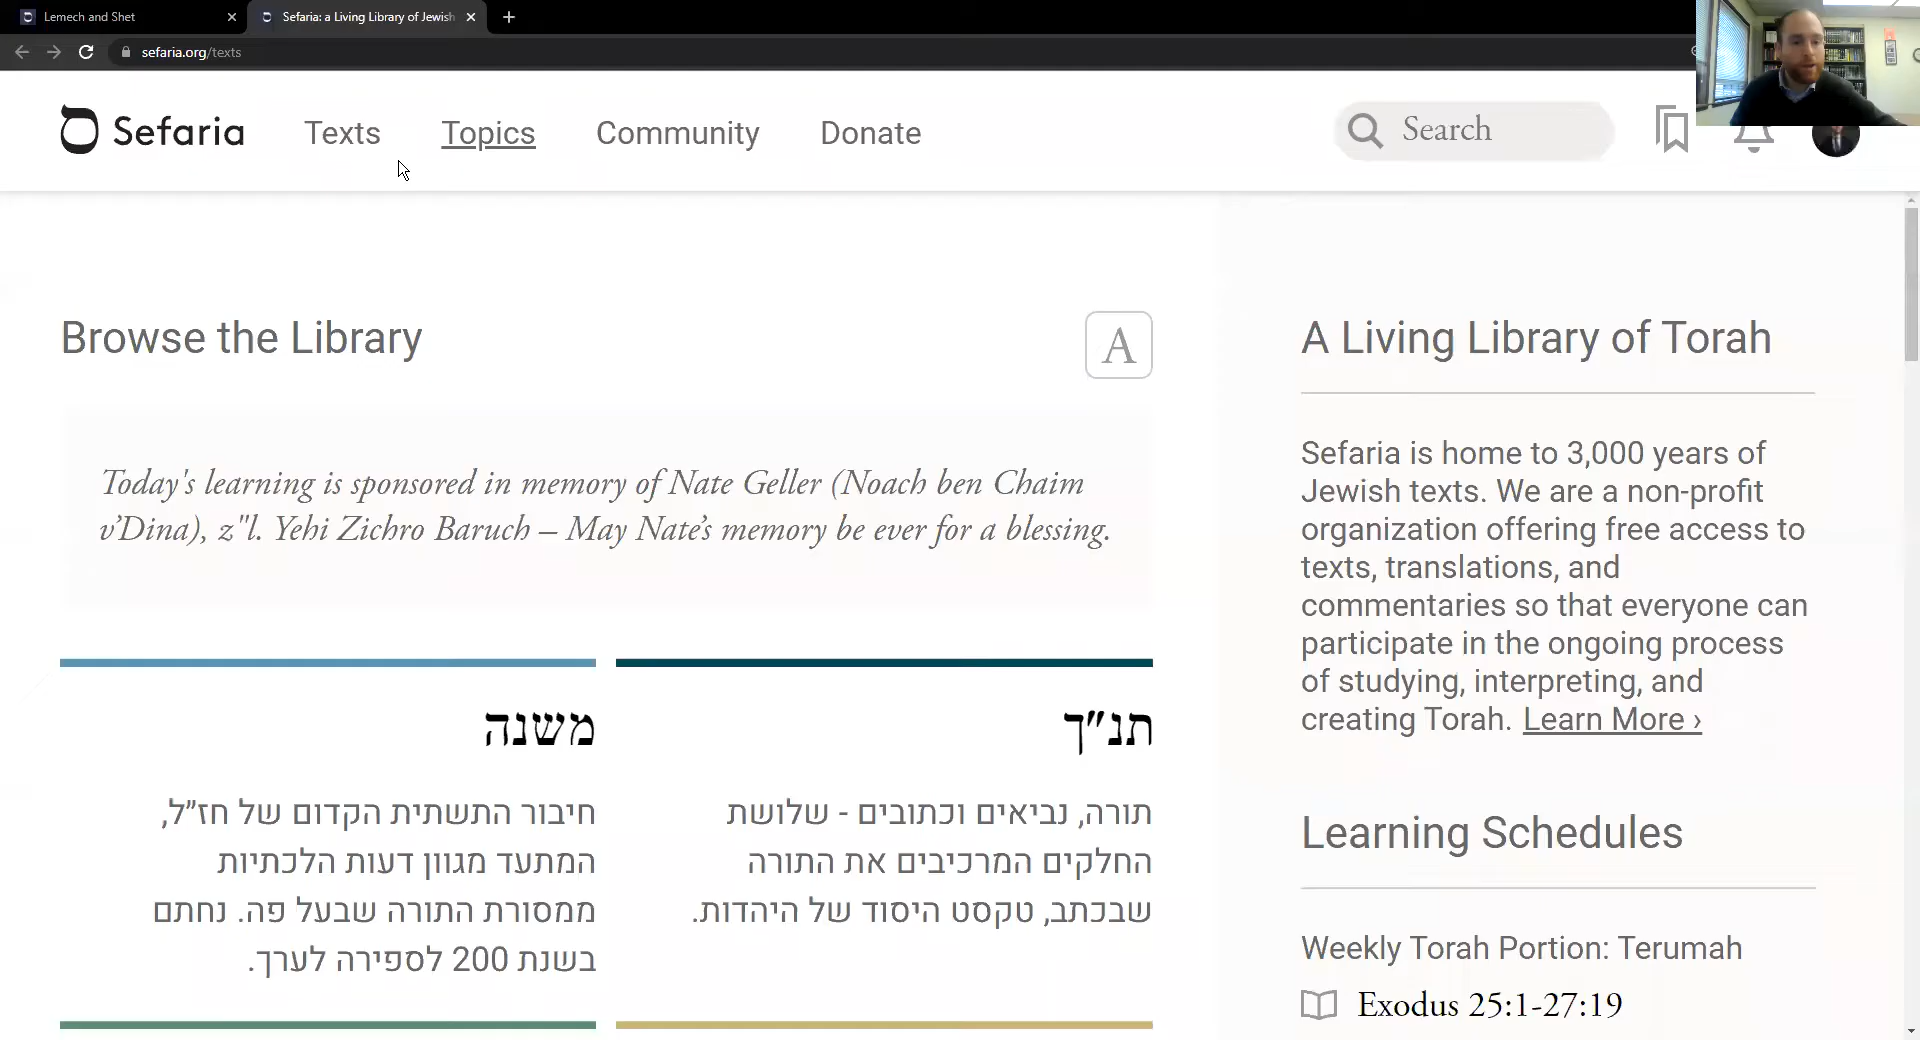 Lemech and Shet
Sefaria: a Living Library of Jewish
sefaria.org/texts
Sefaria
Texts
Topics
Community
Donate
Search
Browse the Library
A
Today's learning is sponsored in memory of Nate Geller (Noach ben Chaim
v’Dina), z"l. Yehi Zichro Baruch – May Nate’s memory be ever for a blessing.
תנ״ך
תורה, נביאים וכתובים - שלושת
החלקים המרכיבים את התורה
שבכתב, טקסט היסוד של היהדות.
משנה
חיבור התשתית הקדום של חז״ל,
המתעד מגוון דעות הלכתיות
ממסורת התורה שבעל פה. נחתם
בשנת 200 לספירה לערך.
A Living Library of Torah
Sefaria is home to 3,000 years of
Jewish texts. We are a non-profit
organization offering free access to
texts, translations, and
commentaries so that everyone can
participate in the ongoing process
of studying, interpreting, and
creating Torah. Learn More ›
Learning Schedules
Weekly Torah Portion: Terumah
Exodus 25:1-27:19